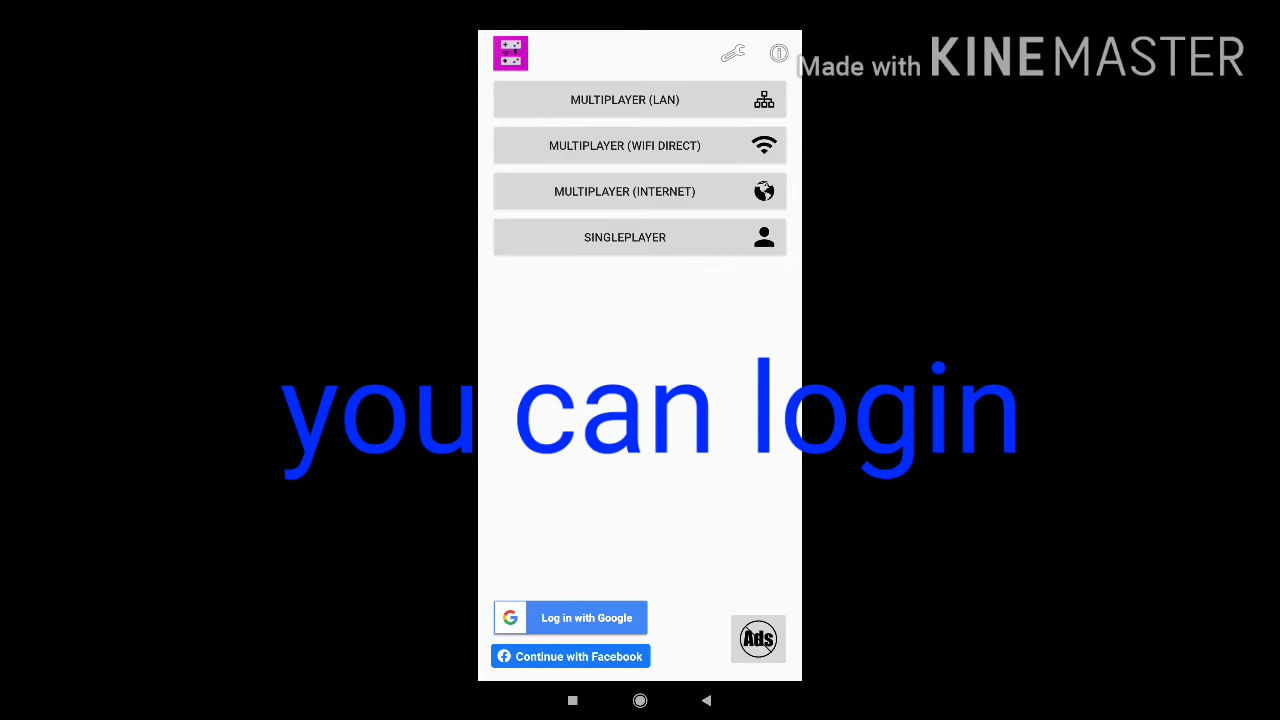 Made with KINEMASTER
MULTIPLAYER (LAN)
MULTIPLAYER (WIFI DIRECT)
MULTIPLAYER (INTERNET)
SINGLEPLAYER
you can login
Log in with Google
Continue with Facebook
Ads